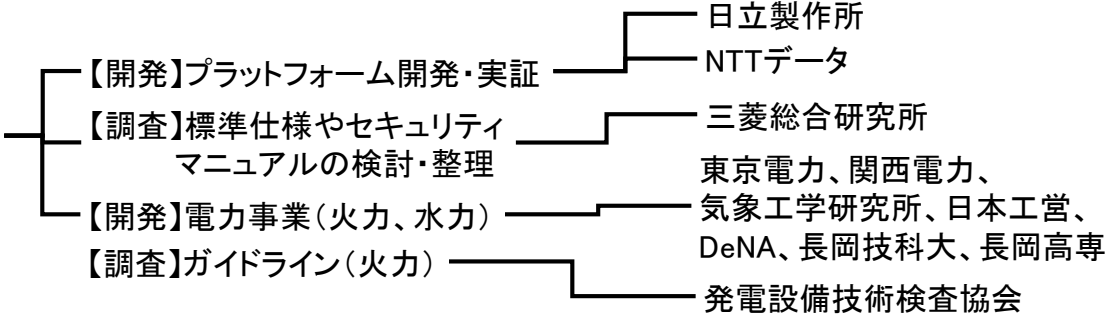 【開発】プラットフォーム開発・実証
日立製作所
NTTデータ
【調査】標準仕様やセキュリティ
マニュアルの検討・整理
三菱総合研究所
【開発】電力事業（火力、水力）
東京電力、関西電力、
気象工学研究所、日本工営、
DeNA、長岡技科大、長岡高専
【調査】ガイドライン（火力）
発電設備技術検査協会